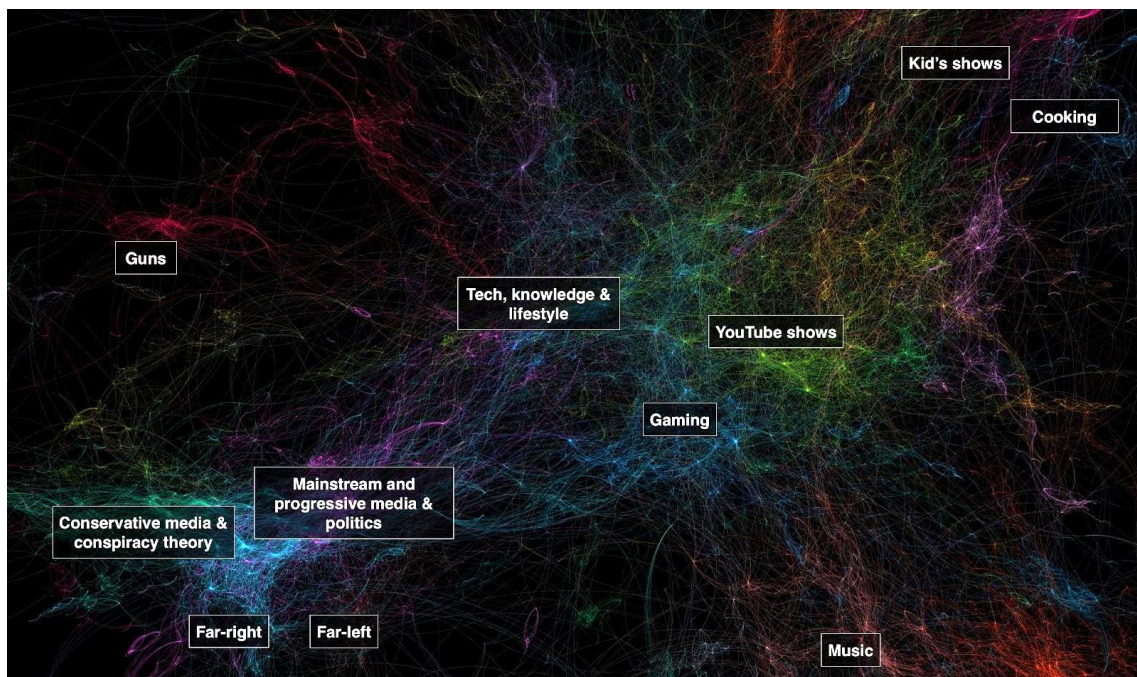 Kid's shows
Cooking
Guns
Tech, knowledge &
lifestyle
YouTube shows
Gaming
Mainstream and
progressive media &
politics
Conservative media &
conspiracy theory
Far-right
Far-left
Music